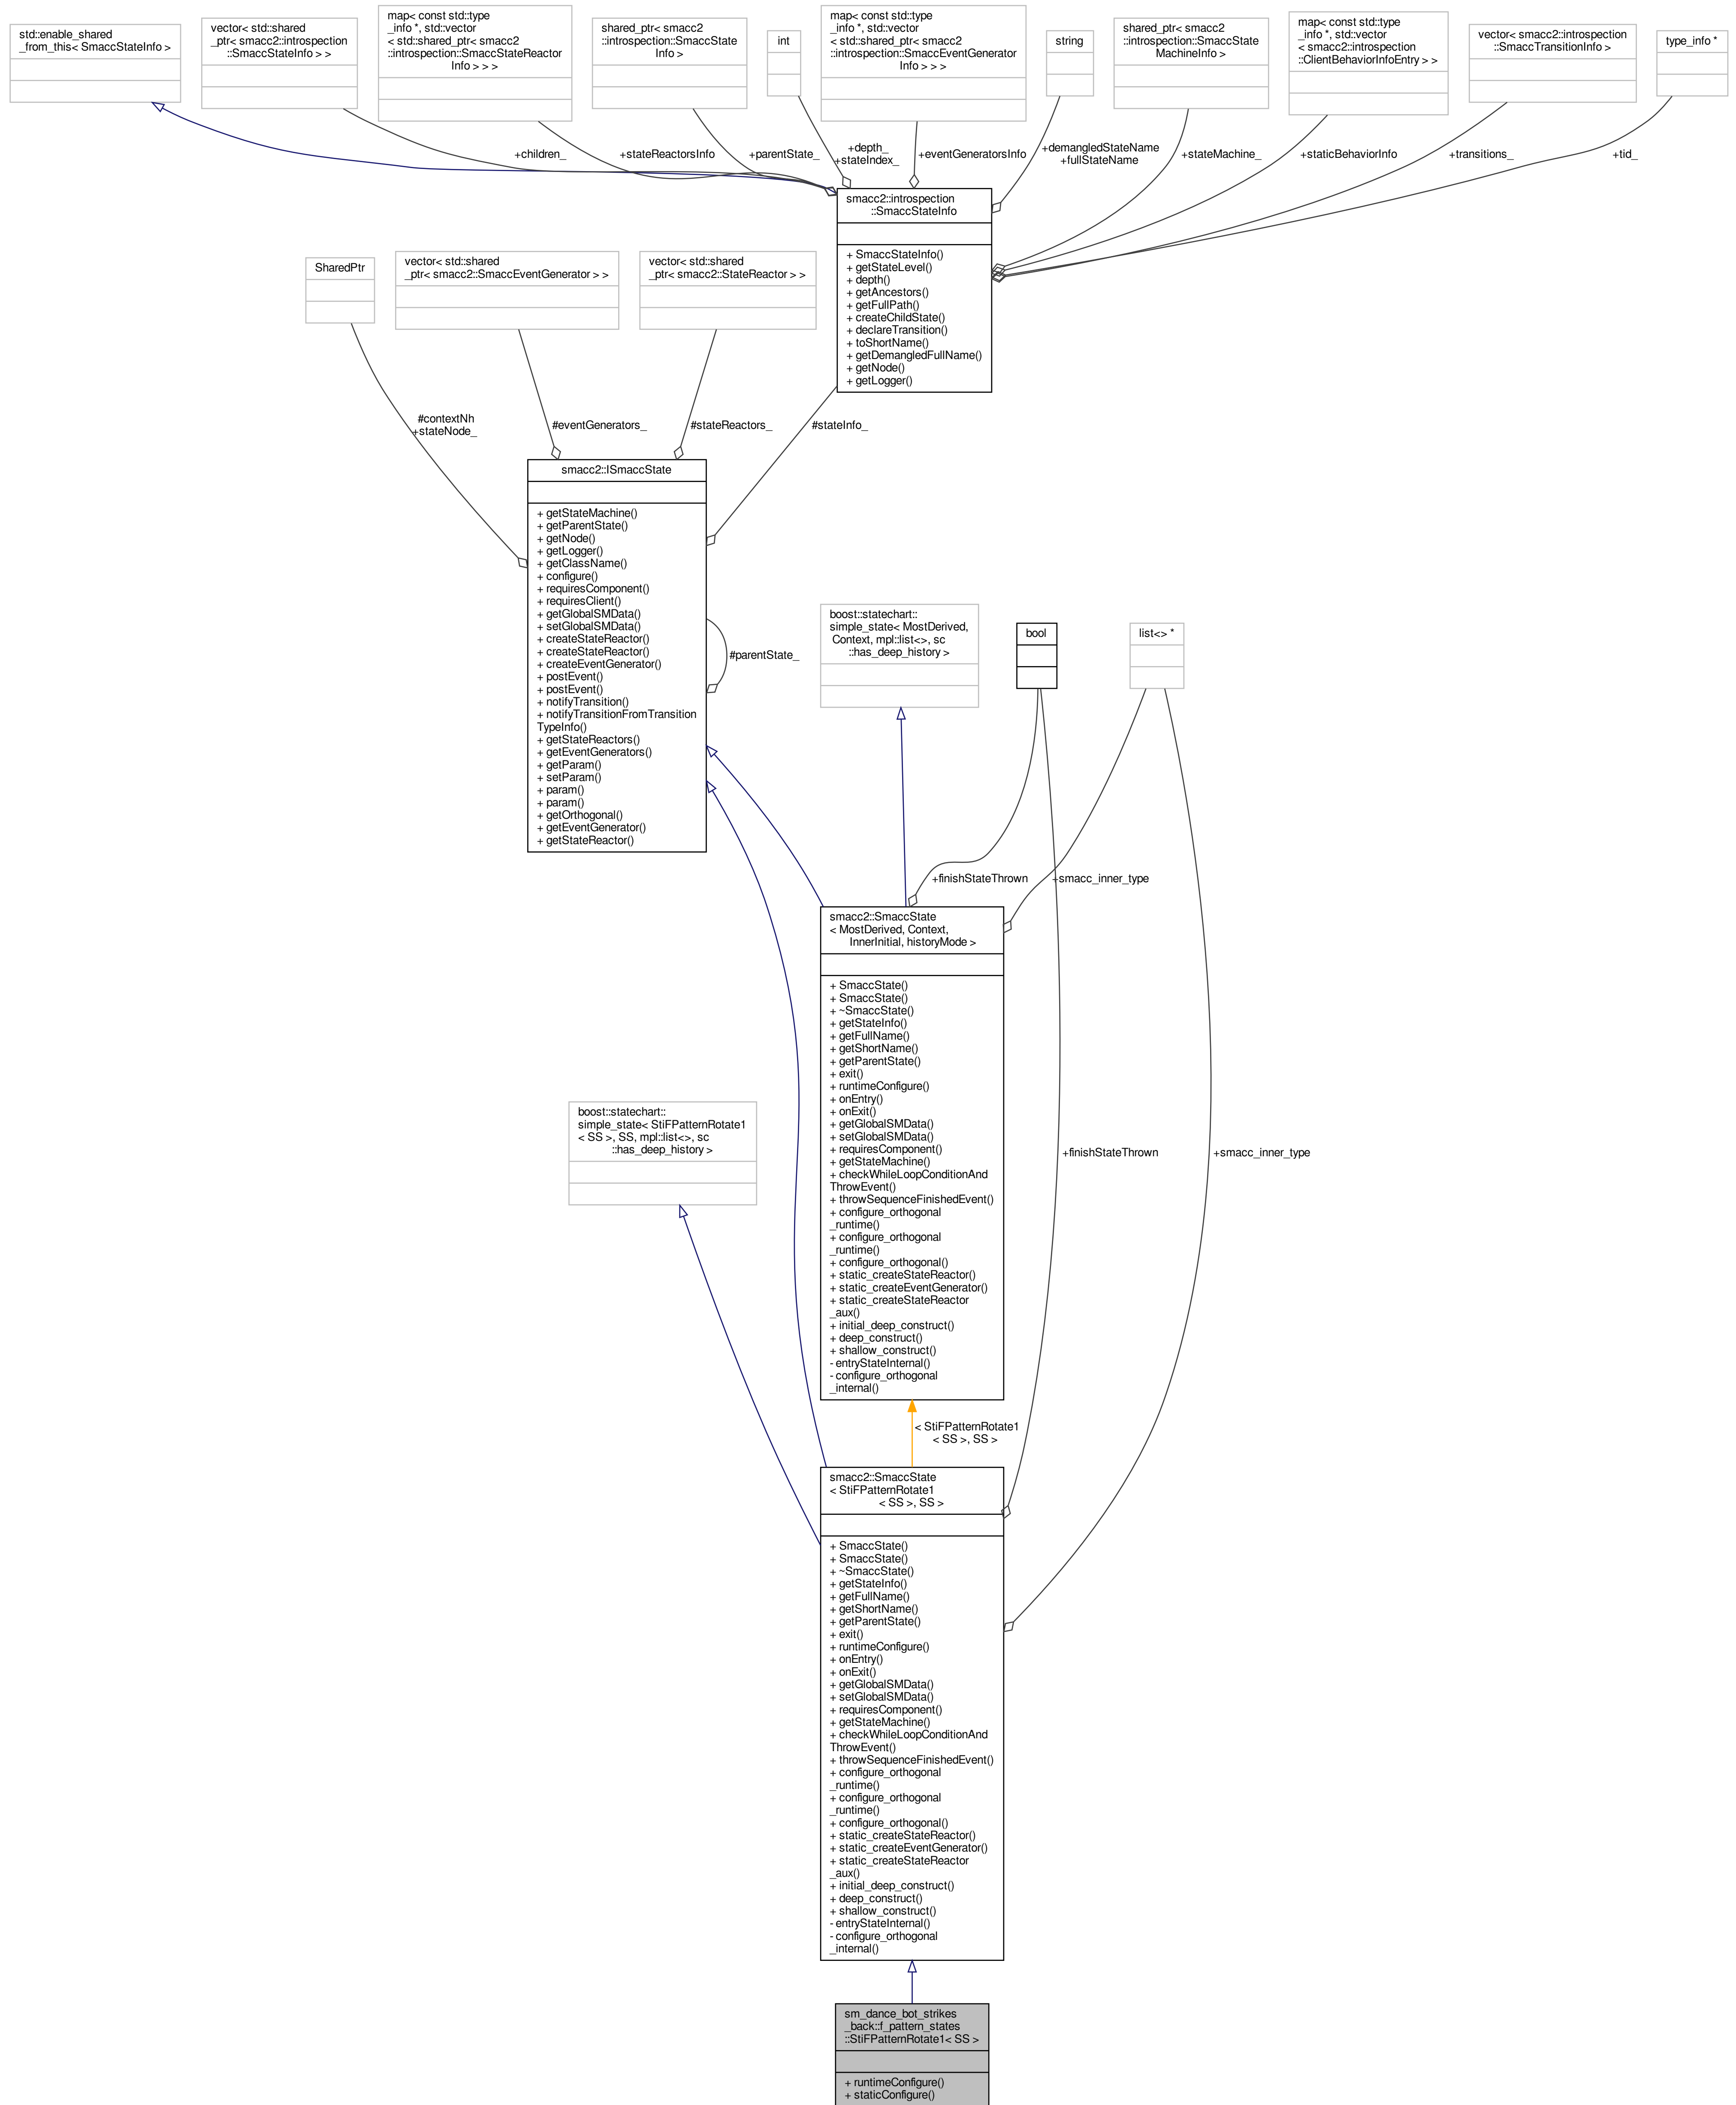 std::enable_shared
_from_this< SmaccStateInfo >
vector< std::shared
_ptr< smacc2::introspection
::SmaccStateInfo > >
map< const std::type
_info *, std::vector
< std::shared_ptr< smacc2
::introspection::SmaccStateReactor
Info > > >
shared_ptr< smacc2
::introspection::SmaccState
Info >
int
map< const std::type
_info *, std::vector
< std::shared_ptr< smacc2
::introspection::SmaccEventGenerator
Info > > >
string
shared_ptr< smacc2
::introspection::SmaccState
MachineInfo >
map< const std::type
_info *, std::vector
< smacc2::introspection
::ClientBehaviorInfoEntry > >
vector< smacc2::introspection
::SmaccTransitionInfo >
type_info *
+children_
+stateReactorsInfo
+parentState_
+depth_
+stateIndex_
+eventGeneratorsInfo
+demangledStateName
+fullStateName
+stateMachine_
+staticBehaviorInfo
+transitions_
+tid_
smacc2::introspection
::SmaccStateInfo
+ SmaccStateInfo()
+ getStateLevel()
+ depth()
+ getAncestors()
+ getFullPath()
+ createChildState()
+ declareTransition()
+ toShortName()
+ getDemangledFullName()
+ getNode()
+ getLogger()
SharedPtr
vector< std::shared
_ptr< smacc2::SmaccEventGenerator > >
vector< std::shared
_ptr< smacc2::StateReactor > >
#contextNh
+stateNode_
#eventGenerators_
#stateReactors_
#stateInfo_
smacc2::ISmaccState
+ getStateMachine()
+ getParentState()
+ getNode()
+ getLogger()
+ getClassName()
+ configure()
+ requiresComponent()
+ requiresClient()
+ getGlobalSMData()
+ setGlobalSMData()
+ createStateReactor()
+ createStateReactor()
+ createEventGenerator()
+ postEvent()
+ postEvent()
+ notifyTransition()
+ notifyTransitionFromTransition
TypeInfo()
+ getStateReactors()
+ getEventGenerators()
+ getParam()
+ setParam()
+ param()
+ param()
+ getOrthogonal()
+ getEventGenerator()
+ getStateReactor()
#parentState_
boost::statechart::
simple_state< MostDerived,
Context, mpl::list<>, sc
::has_deep_history >
bool
list<> *
+finishStateThrown
+smacc_inner_type
smacc2::SmaccState
< MostDerived, Context,
InnerInitial, historyMode >
+ SmaccState()
+ SmaccState()
+ ~SmaccState()
+ getStateInfo()
+ getFullName()
+ getShortName()
+ getParentState()
+ exit()
+ runtimeConfigure()
+ onEntry()
+ onExit()
+ getGlobalSMData()
+ setGlobalSMData()
+ requiresComponent()
+ getStateMachine()
+ checkWhileLoopConditionAnd
ThrowEvent()
+ throwSequenceFinishedEvent()
+ configure_orthogonal
_runtime()
+ configure_orthogonal
_runtime()
+ configure_orthogonal()
+ static_createStateReactor()
+ static_createEventGenerator()
+ static_createStateReactor
_aux()
+ initial_deep_construct()
+ deep_construct()
+ shallow_construct()
- entryStateInternal()
- configure_orthogonal
_internal()
boost::statechart::
simple_state< StiFPatternRotate1
< SS >, SS, mpl::list<>, sc
::has_deep_history >
+finishStateThrown
+smacc_inner_type
< StiFPatternRotate1
< SS >, SS >
smacc2::SmaccState
< StiFPatternRotate1
< SS >, SS >
+ SmaccState()
+ SmaccState()
+ ~SmaccState()
+ getStateInfo()
+ getFullName()
+ getShortName()
+ getParentState()
+ exit()
+ runtimeConfigure()
+ onEntry()
+ onExit()
+ getGlobalSMData()
+ setGlobalSMData()
+ requiresComponent()
+ getStateMachine()
+ checkWhileLoopConditionAnd
ThrowEvent()
+ throwSequenceFinishedEvent()
+ configure_orthogonal
_runtime()
+ configure_orthogonal
_runtime()
+ configure_orthogonal()
+ static_createStateReactor()
+ static_createEventGenerator()
+ static_createStateReactor
_aux()
+ initial_deep_construct()
+ deep_construct()
+ shallow_construct()
- entryStateInternal()
- configure_orthogonal
_internal()
sm_dance_bot_strikes
_back::f_pattern_states
::StiFPatternRotate1< SS >
+ runtimeConfigure()
+ staticConfigure()